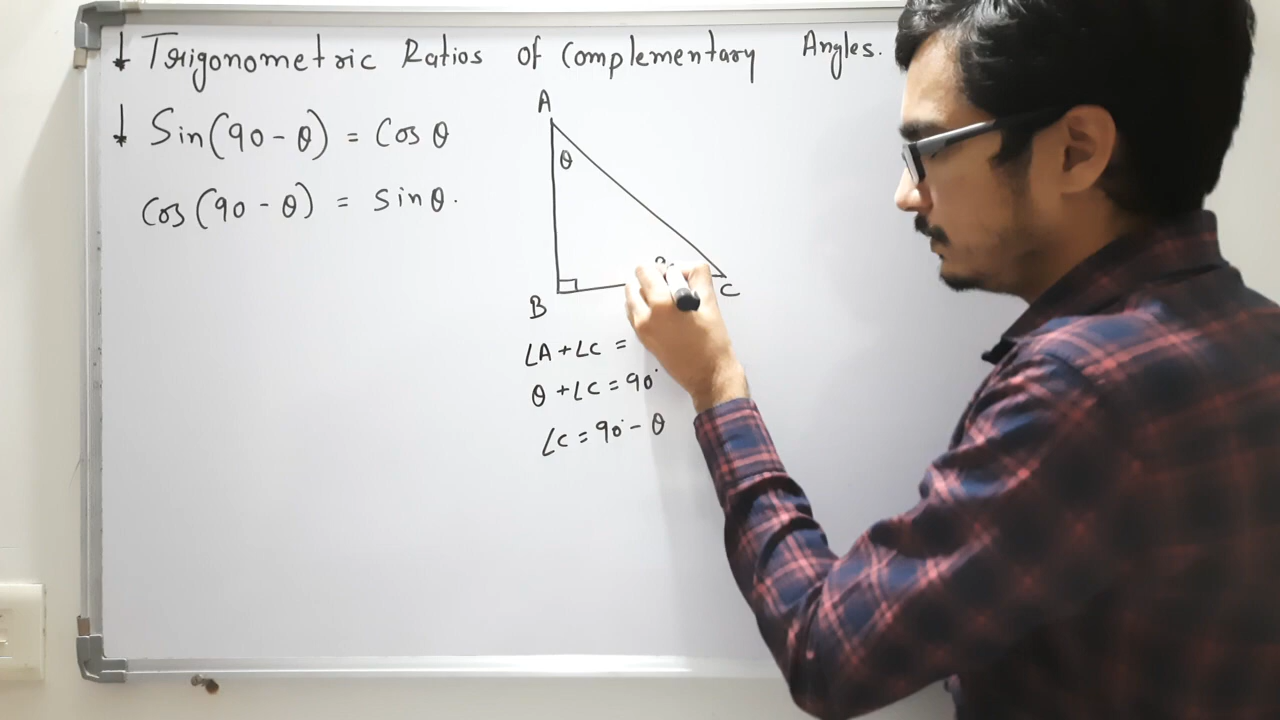 ↓ Trigonometric Ratios of Complementary Angles.
↓ Sin(90 - θ) = Cos θ
Cos(90 - θ) = Sin θ.
A
θ
B
C
∠A + ∠C =
θ + ∠C = 90°
∠C = 90° - θ